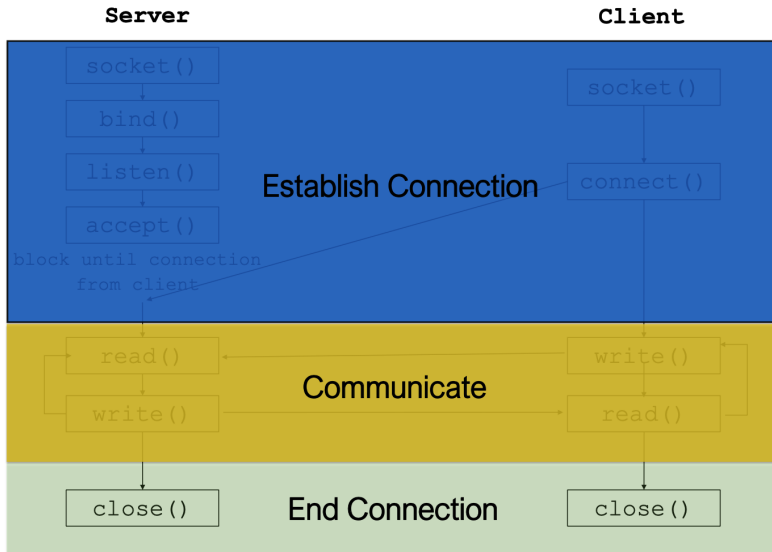 Server
Client
socket()
socket()
bind()
listen()
Establish Connection
connect()
accept()
block until connection
from client
read()
write()
Communicate
write()
read()
close()
End Connection
close()